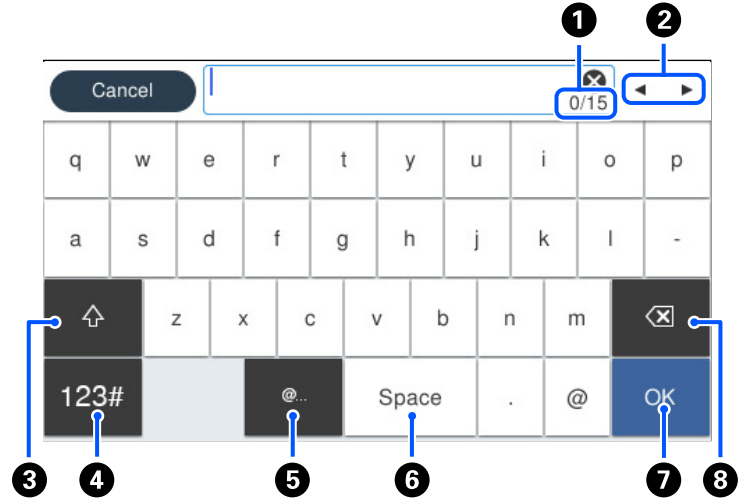 1 2
Cancel 0/15
q w e r t y u i o p
a s d f g h j k l -
z x c v b n m
123# @... Space . @ OK
3 4 5 6 7 8